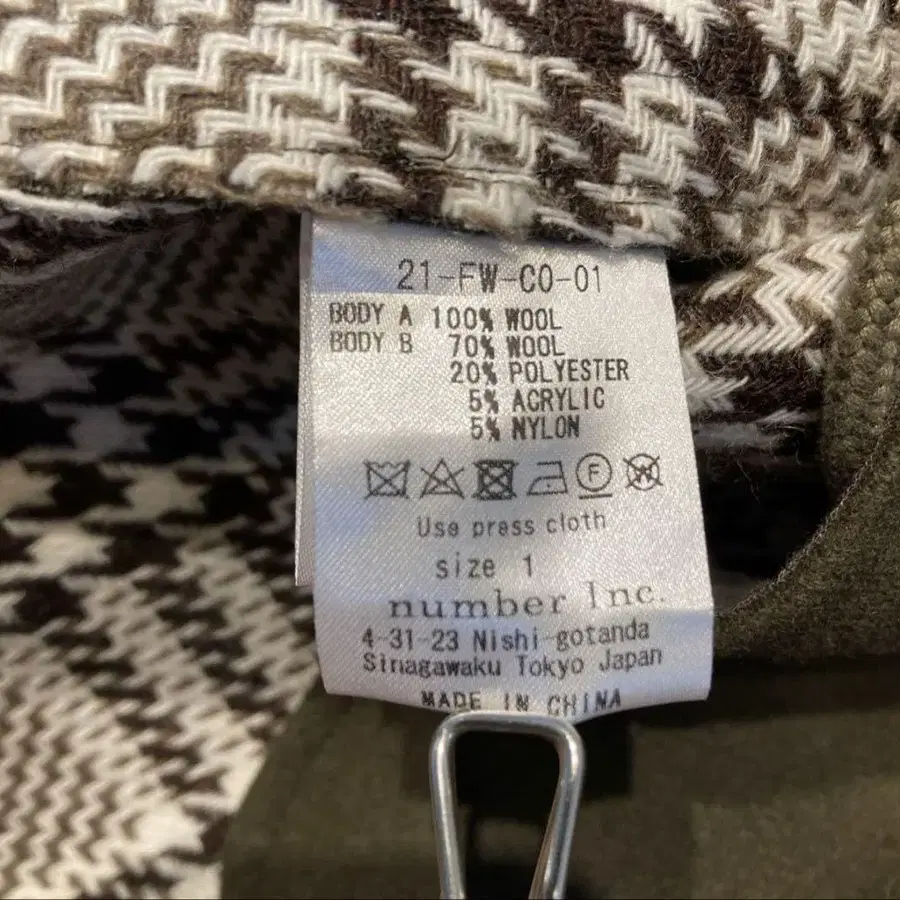 21-FW-CO-01
BODY A 100% WOOL
BODY B 70% WOOL
20% POLYESTER
5% ACRYLIC
5% NYLON
F W
Use press cloth
size 1
number Inc.
4-31-23 Nishi-gotanda
Sinagawaku Tokyo Japan
MADE IN CHINA